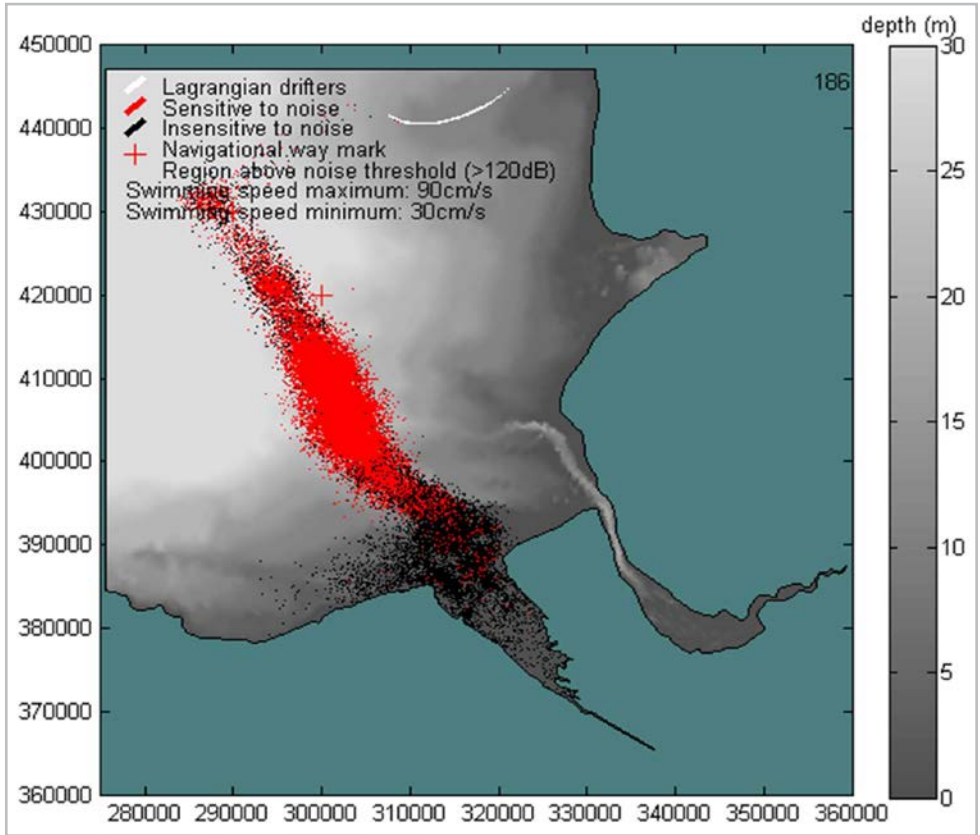 depth (m)
450000
440000
430000
420000
410000
400000
390000
380000
370000
360000
186
Lagrangian drifters
Sensitive to noise
Insensitive to noise
Navigational way mark
Region above noise threshold (>120dB)
Swimming speed maximum: 90cm/s
Swimming speed minimum: 30cm/s
30
25
20
15
10
5
0
280000 290000 300000 310000 320000 330000 340000 350000 360000